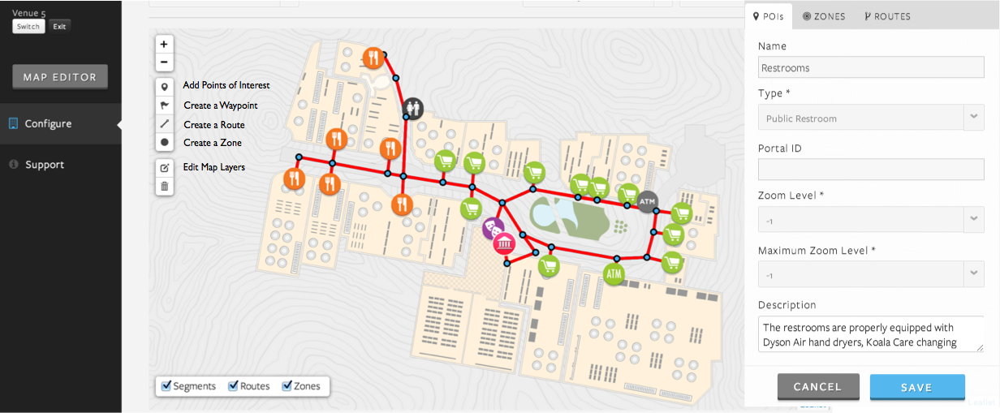 Venue 5
Switch
Exit
MAP EDITOR
Configure
Support
+
−
Add Points of Interest
Create a Waypoint
Create a Route
Create a Zone
Edit Map Layers
ATM
ATM
Segments
Routes
Zones
POIs
ZONES
ROUTES
Name
Restrooms
Type *
Public Restroom
Portal ID
Zoom Level *
-1
Maximum Zoom Level *
-1
Description
The restrooms are properly equipped with
Dyson Air hand dryers, Koala Care changing
CANCEL
SAVE
Leaflet